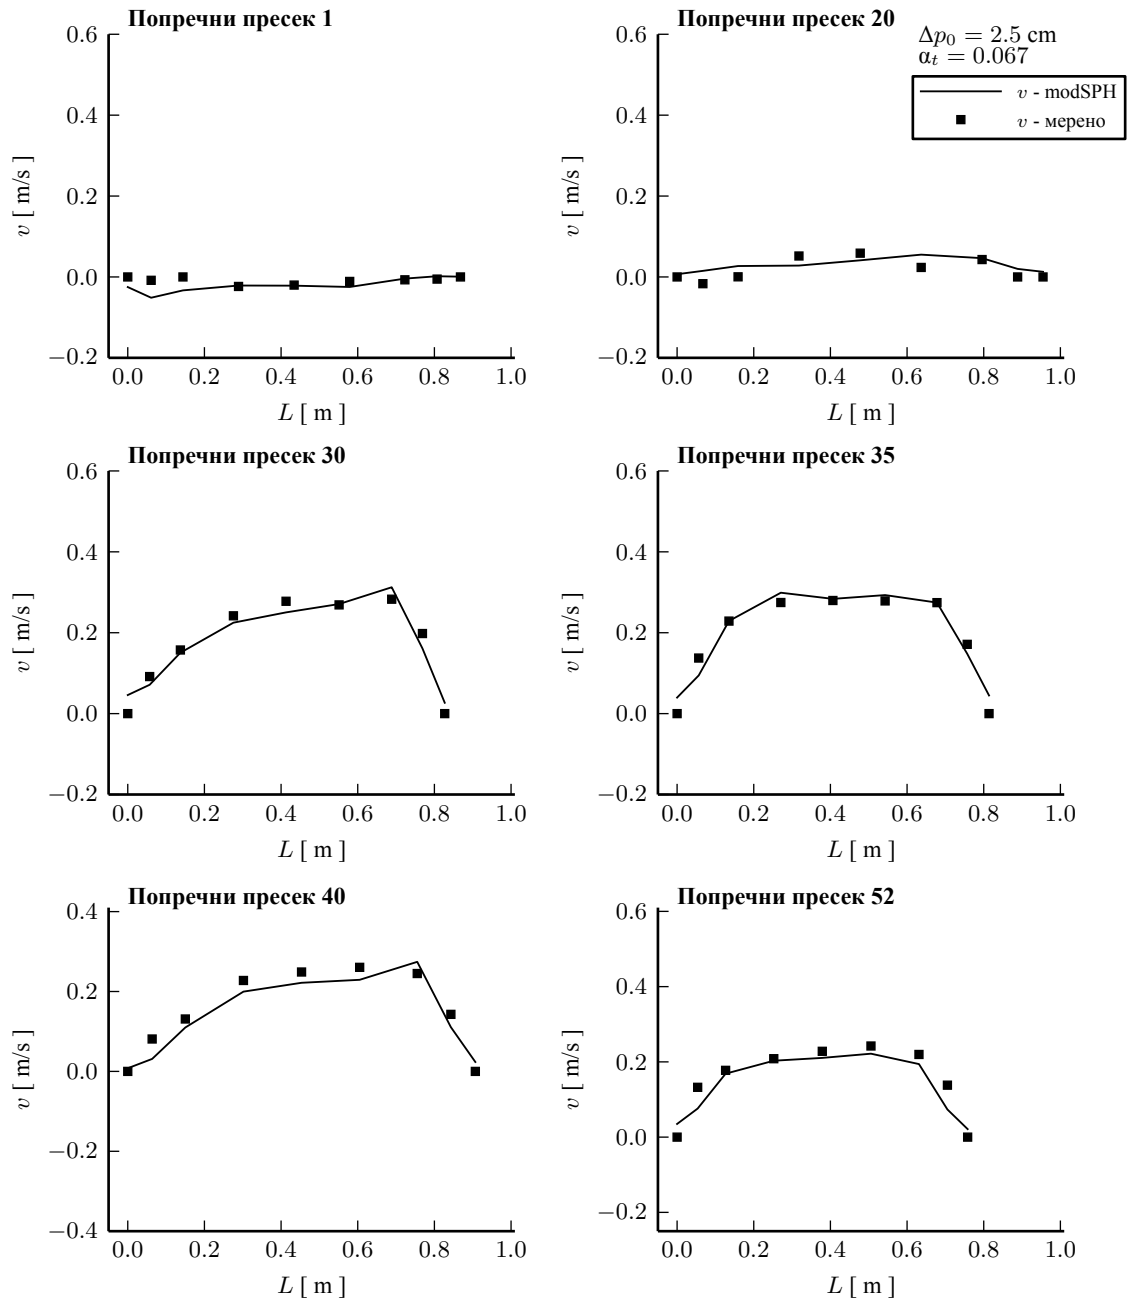 Попречни пресек 1
0.6
0.4
0.2
0.0
−0.2
v [ m/s ]
0.0 0.2 0.4 0.6 0.8 1.0
L [ m ]
Попречни пресек 20
Δp₀ = 2.5 cm
αₜ = 0.067
v - modSPH
v - мерено
0.6
0.4
0.2
0.0
−0.2
v [ m/s ]
0.0 0.2 0.4 0.6 0.8 1.0
L [ m ]
Попречни пресек 30
0.6
0.4
0.2
0.0
−0.2
v [ m/s ]
0.0 0.2 0.4 0.6 0.8 1.0
L [ m ]
Попречни пресек 35
0.6
0.4
0.2
0.0
−0.2
v [ m/s ]
0.0 0.2 0.4 0.6 0.8 1.0
L [ m ]
Попречни пресек 40
0.4
0.2
0.0
−0.2
−0.4
v [ m/s ]
0.0 0.2 0.4 0.6 0.8 1.0
L [ m ]
Попречни пресек 52
0.6
0.4
0.2
0.0
−0.2
v [ m/s ]
0.0 0.2 0.4 0.6 0.8 1.0
L [ m ]